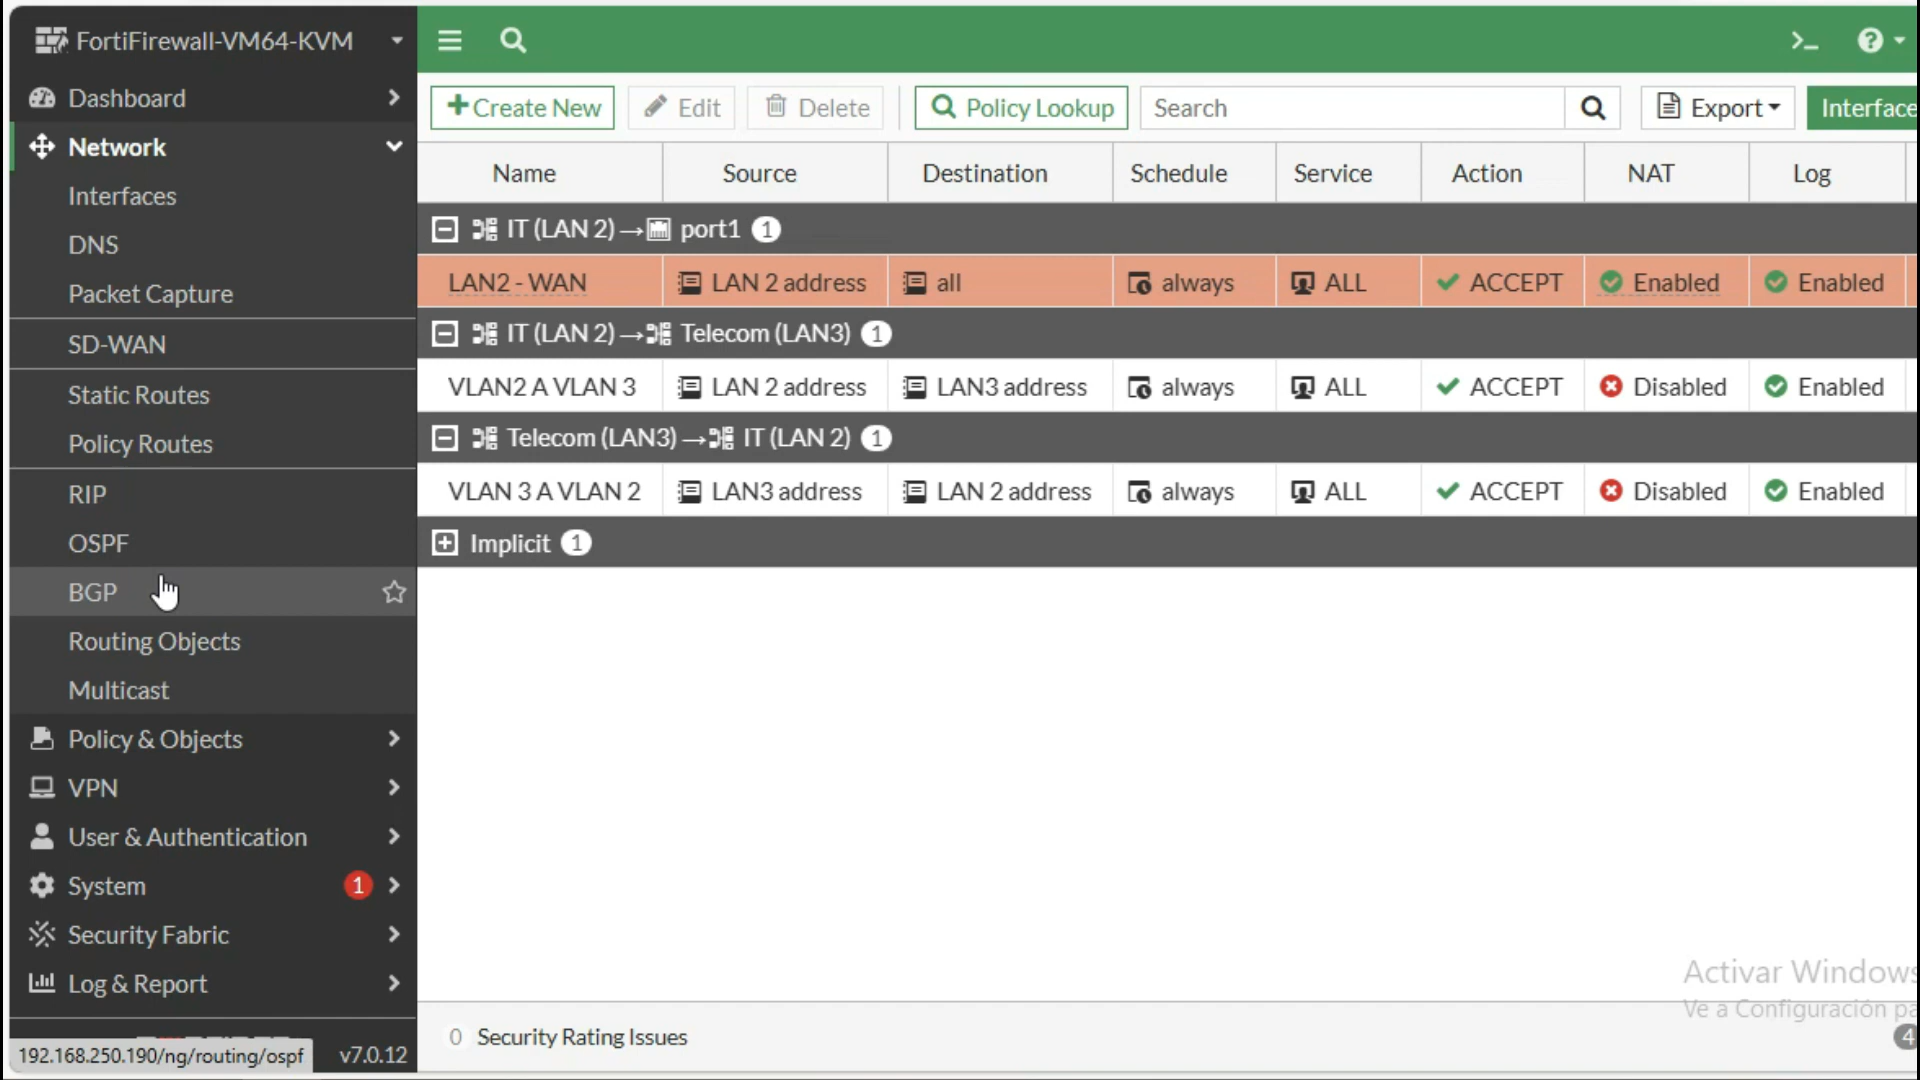 FortiFirewall-VM64-KVM
Dashboard
Network
Interfaces
DNS
Packet Capture
SD-WAN
Static Routes
Policy Routes
RIP
OSPF
BGP
Routing Objects
Multicast
Policy & Objects
VPN
User & Authentication
System 1
Security Fabric
Log & Report
192.168.250.190/ng/routing/ospf v7.0.12
Create New Edit Delete Policy Lookup Search Export Interface
Name Source Destination Schedule Service Action NAT Log
IT (LAN 2) → port1 1
LAN2 - WAN LAN 2 address all always ALL ACCEPT Enabled Enabled
IT (LAN 2) → Telecom (LAN3) 1
VLAN2 A VLAN 3 LAN 2 address LAN3 address always ALL ACCEPT Disabled Enabled
Telecom (LAN3) → IT (LAN 2) 1
VLAN 3 A VLAN 2 LAN3 address LAN 2 address always ALL ACCEPT Disabled Enabled
Implicit 1
Activar Windows
Ve a Configuración pa
0 Security Rating Issues
4